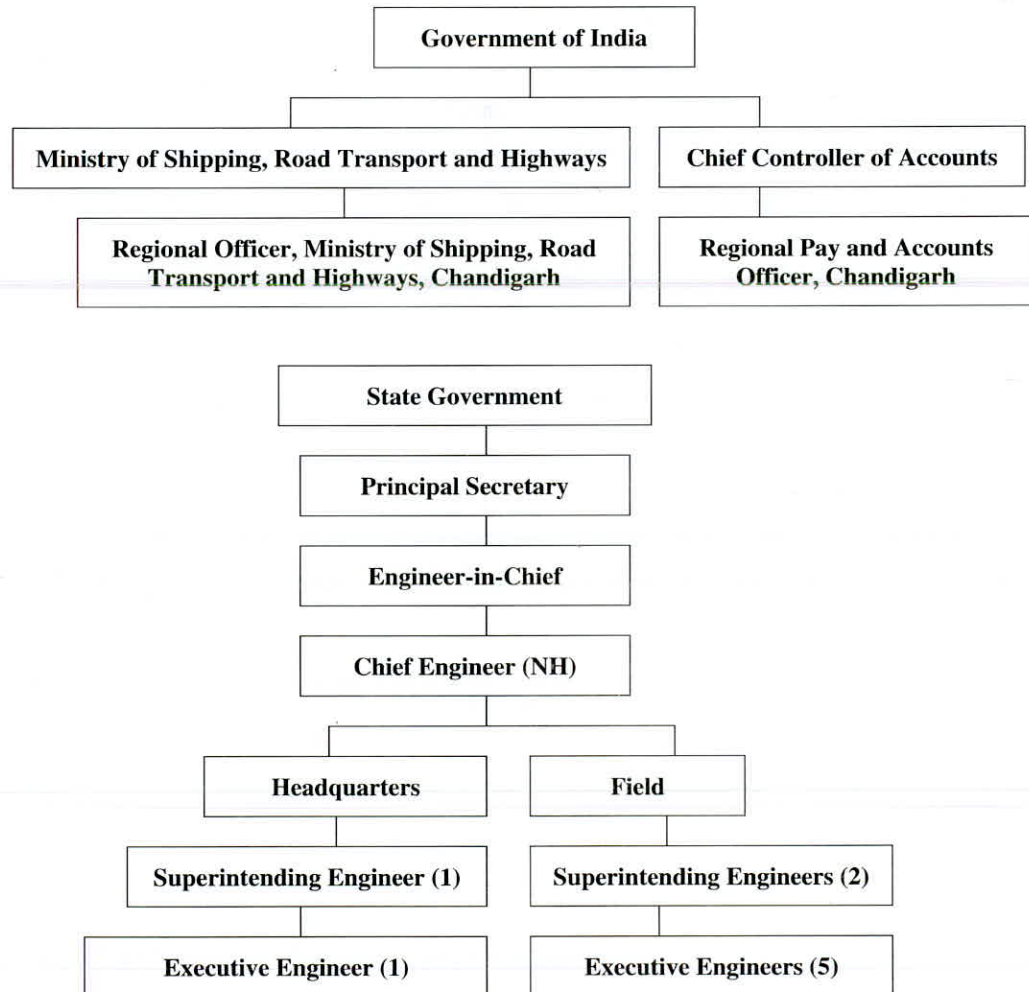 Government of India
Ministry of Shipping, Road Transport and Highways
Chief Controller of Accounts
Regional Officer, Ministry of Shipping, Road
Transport and Highways, Chandigarh
Regional Pay and Accounts
Officer, Chandigarh
State Government
Principal Secretary
Engineer-in-Chief
Chief Engineer (NH)
Headquarters
Field
Superintending Engineer (1)
Superintending Engineers (2)
Executive Engineer (1)
Executive Engineers (5)